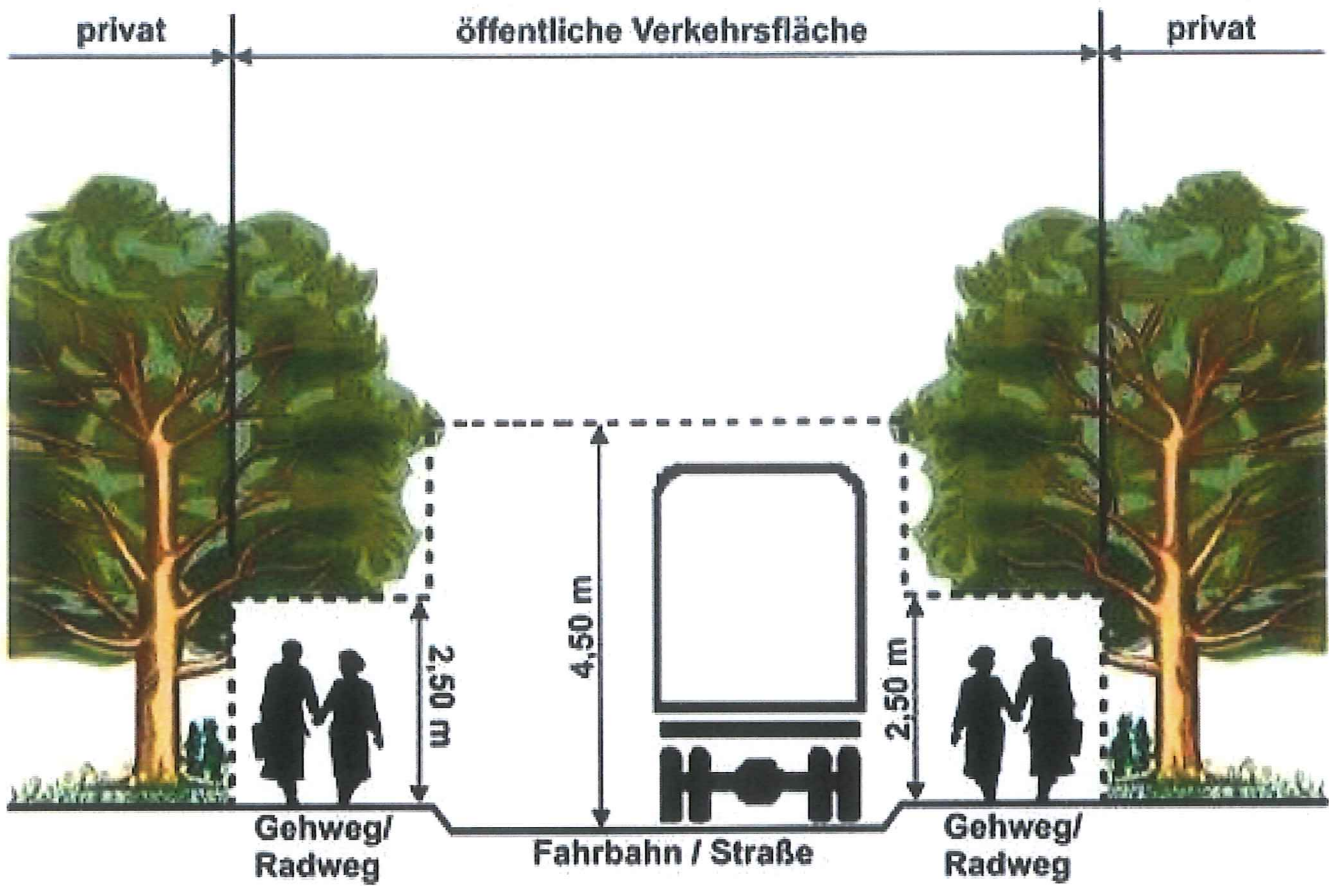 privat
öffentliche Verkehrsfläche
privat
2,50 m
4,50 m
2,50 m
Gehweg/
Radweg
Fahrbahn / Straße
Gehweg/
Radweg